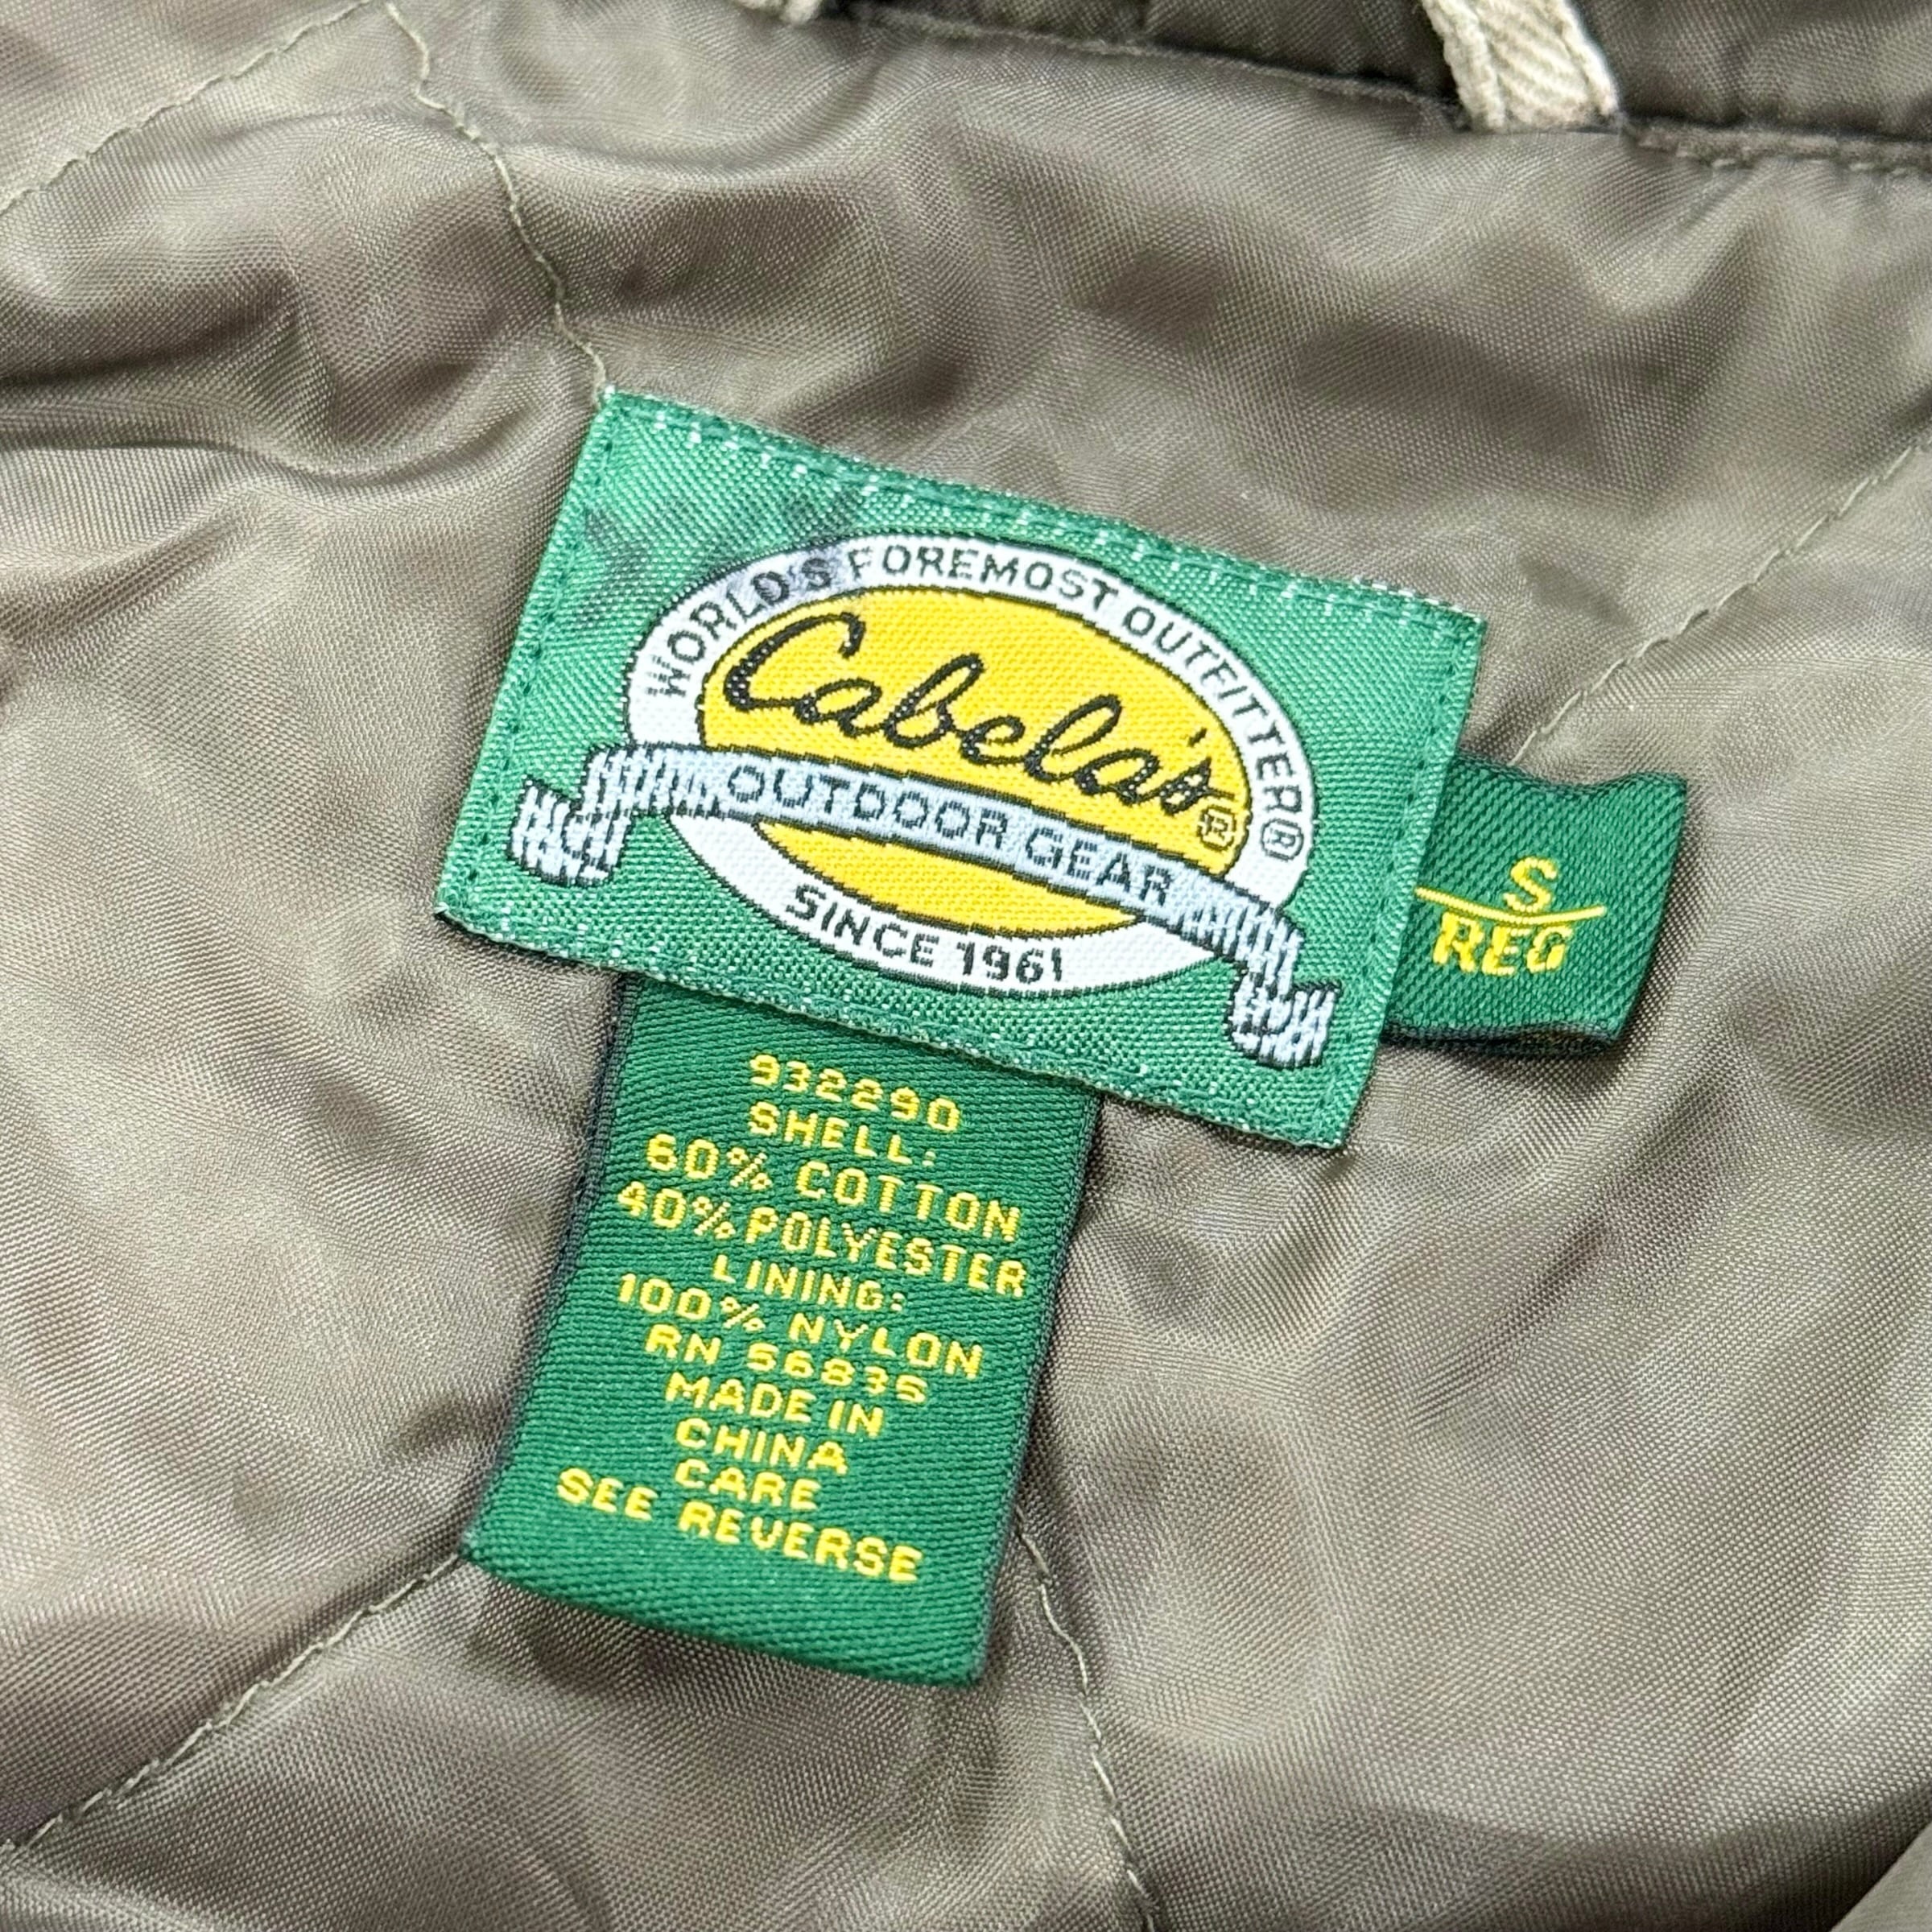 WORLD'S FOREMOST OUTFITTER®
Cabela's®
OUTDOOR GEAR
SINCE 1961
S
REG
932290
SHELL:
60% COTTON
40% POLYESTER
LINING:
100% NYLON
RN 56835
MADE IN
CHINA
CARE
SEE REVERSE